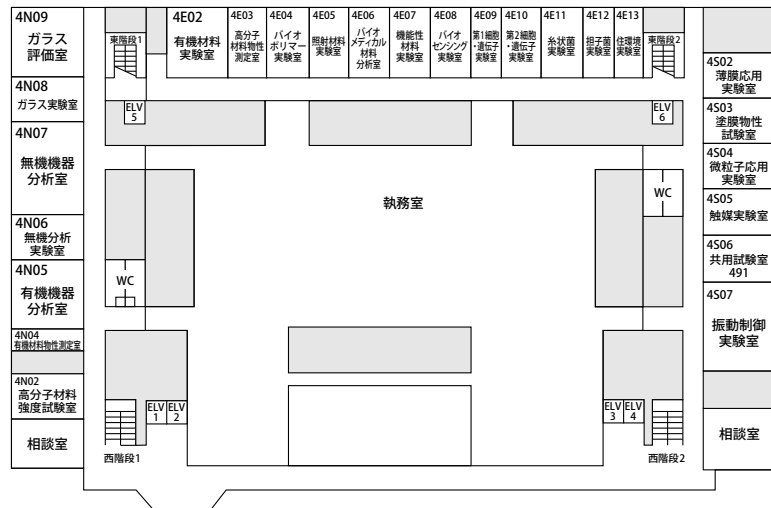 4N09
ガラス
評価室
4N08
ガラス実験室
4N07
無機機器
分析室
4N06
無機分析
実験室
4N05
有機機器
分析室
4N04
有機材料物性測定室
4N02
高分子材料
強度試験室
相談室
東階段1
4E02
有機材料
実験室
4E03
高分子
材料物性
測定室
4E04
バイオ
ポリマー
実験室
4E05
照射材料
実験室
4E06
バイオ
メディカル
材料
分析室
4E07
機能性
材料
実験室
4E08
バイオ
センシング
実験室
4E09
第1細胞
・遺伝子
実験室
4E10
第2細胞
・遺伝子
実験室
4E11
糸状菌
実験室
4E12
担子菌
実験室
4E13
住環境
実験室
東階段2
ELV
5
ELV
6
執務室
WC
WC
ELV
1
ELV
2
ELV
3
ELV
4
西階段1
西階段2
4S02
薄膜応用
実験室
4S03
塗膜物性
試験室
4S04
微粒子応用
実験室
4S05
触媒実験室
4S06
共用試験室
491
4S07
振動制御
実験室
相談室